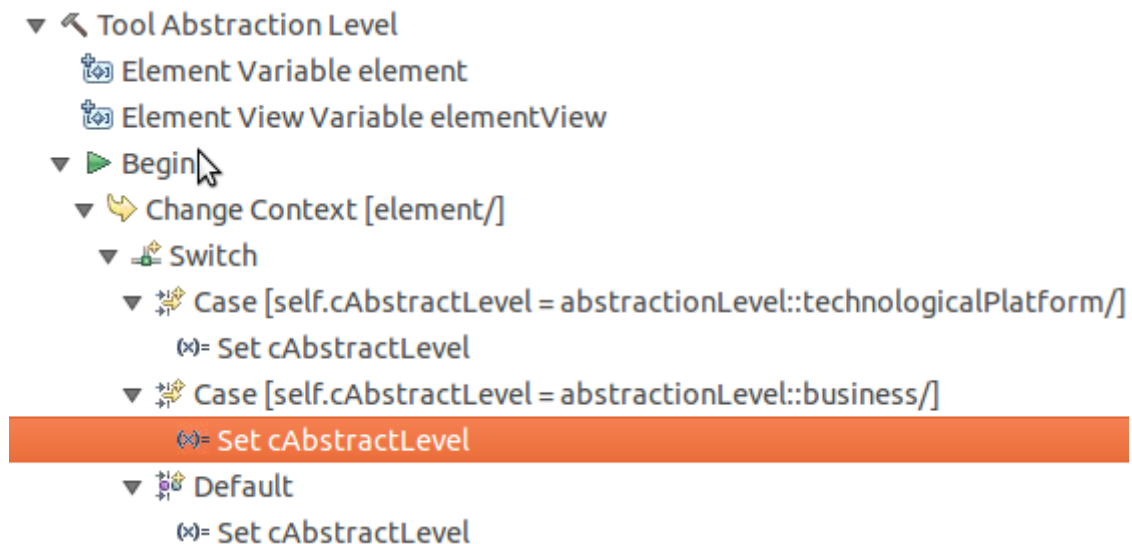 Tool Abstraction Level
Element Variable element
Element View Variable elementView
Begin
Change Context [element/]
Switch
Case [self.cAbstractLevel = abstractionLevel::technologicalPlatform/]
(x)= Set cAbstractLevel
Case [self.cAbstractLevel = abstractionLevel::business/]
(x)= Set cAbstractLevel
Default
(x)= Set cAbstractLevel